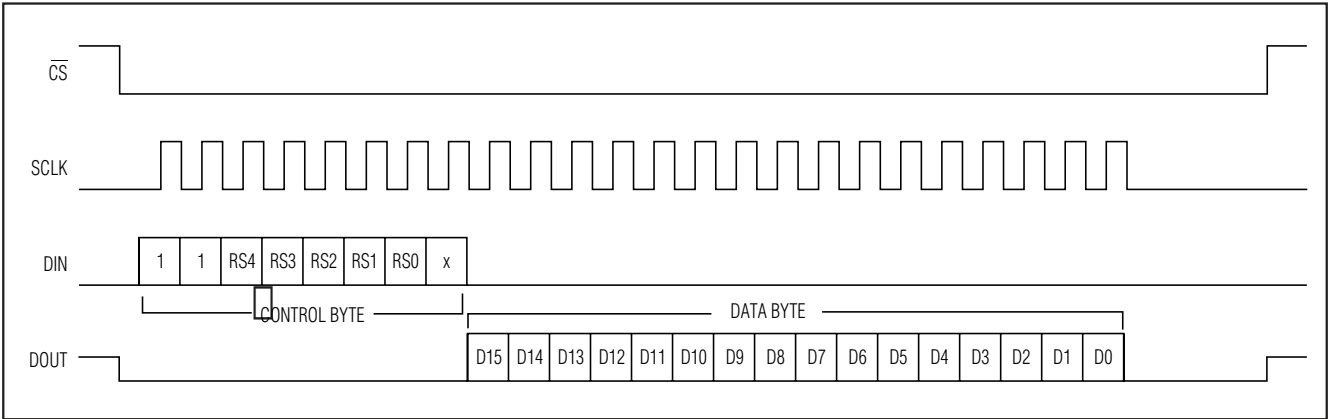 CS
SCLK
DIN
1 1 RS4 RS3 RS2 RS1 RS0 x
CONTROL BYTE
DATA BYTE
DOUT
D15 D14 D13 D12 D11 D10 D9 D8 D7 D6 D5 D4 D3 D2 D1 D0